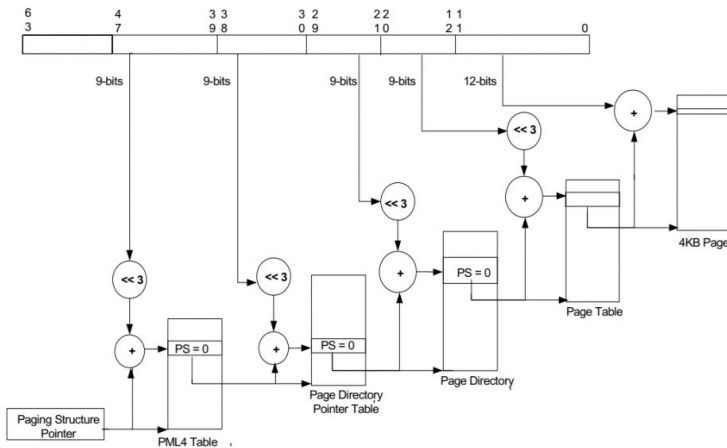 6 4 3 3 3 2 2 2 1 1
3 7 9 8 0 9 1 0 2 1 0
9-bits 9-bits 9-bits 9-bits 12-bits
+
<< 3
<< 3
+
4KB Page
<< 3 << 3
+
PS = 0
Page Table
+
PS = 0 PS = 0
Page Directory
Page Directory
Pointer Table
Paging Structure
Pointer
PML4 Table